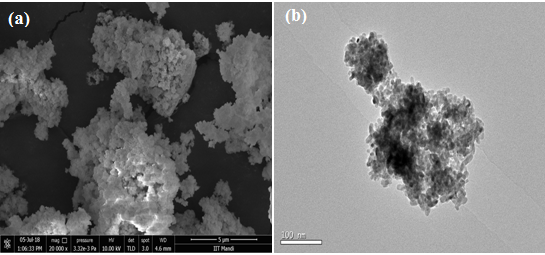 (a)
05-Jul-18 mag □ pressure HV det spot WD 5 µm
1:06:33 PM 20 000 x 3.32e-3 Pa 10.00 kV TLD 3.0 4.6 mm IIT Mandi
(b)
100 nm